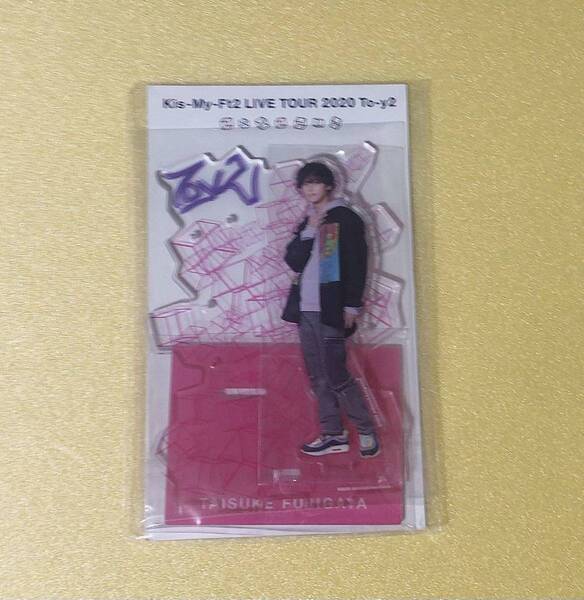 Kis-My-Ft2 LIVE TOUR 2020 To-y2
To-y2
TAISUKE FUJIGAYA